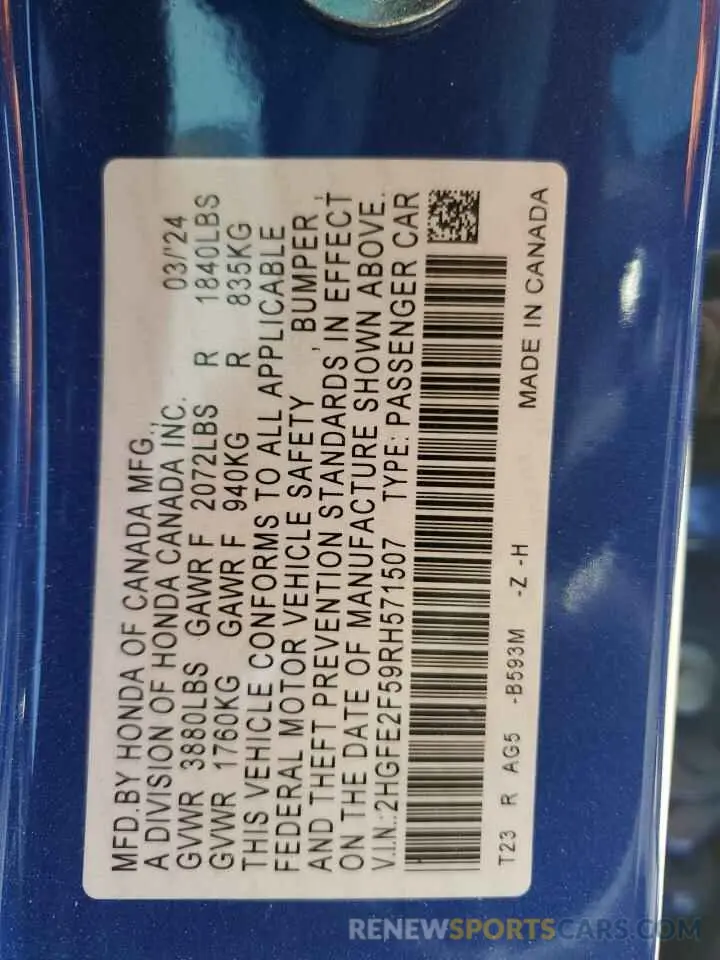 MFD.BY HONDA OF CANADA MFG.,
A DIVISION OF HONDA CANADA INC. 03/'24
GVWR 3880LBS GAWR F 2072LBS R 1840LBS
GVWR 1760KG GAWR F 940KG R 835KG
THIS VEHICLE CONFORMS TO ALL APPLICABLE
FEDERAL MOTOR VEHICLE SAFETY, BUMPER,
AND THEFT PREVENTION STANDARDS IN EFFECT
ON THE DATE OF MANUFACTURE SHOWN ABOVE.
V.I.N.:2HGFE2F59RH571507 TYPE: PASSENGER CAR
T23 R AG5 -B593M -Z -H MADE IN CANADA
RENEWSPORTSCARS.COM